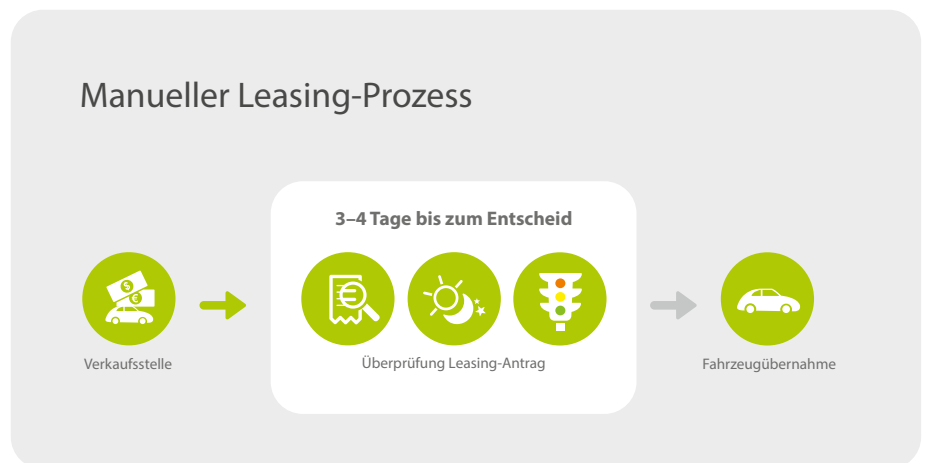 Manueller Leasing-Prozess
3–4 Tage bis zum Entscheid
$
€
€
Verkaufsstelle
Überprüfung Leasing-Antrag
Fahrzeugübernahme